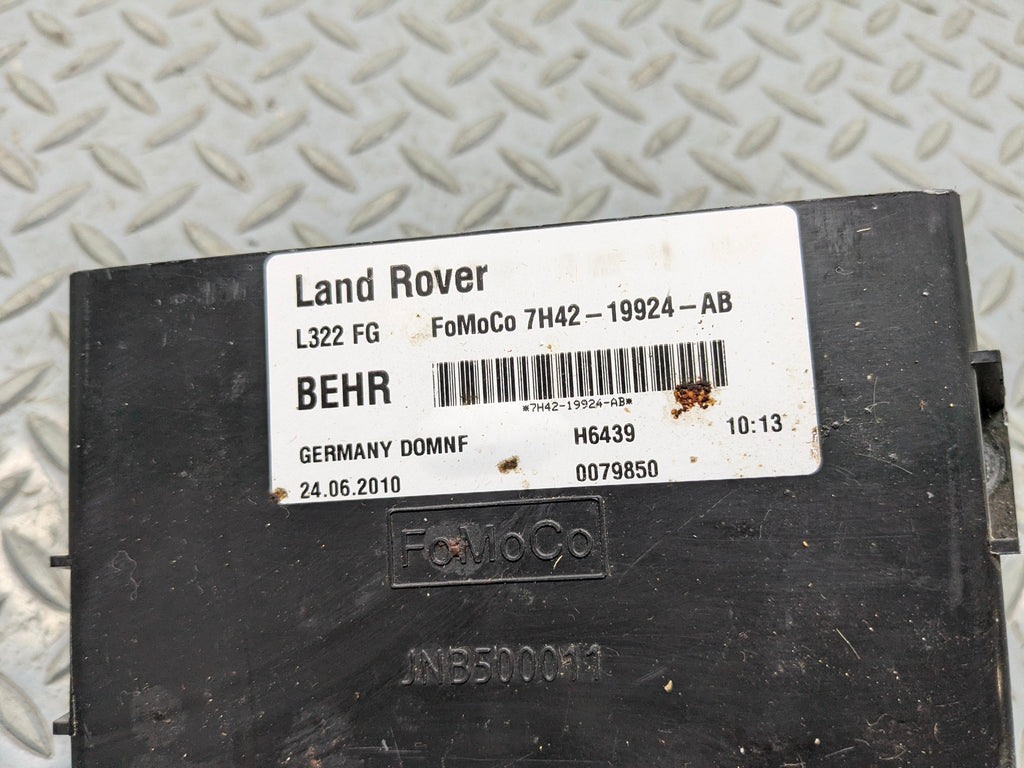 Land Rover
L322 FG FoMoCo 7H42-19924-AB
BEHR
*7H42-19924-AB*
GERMANY DOMNF H6439 10:13
24.06.2010 0079850
FoMoCo
JNB500011